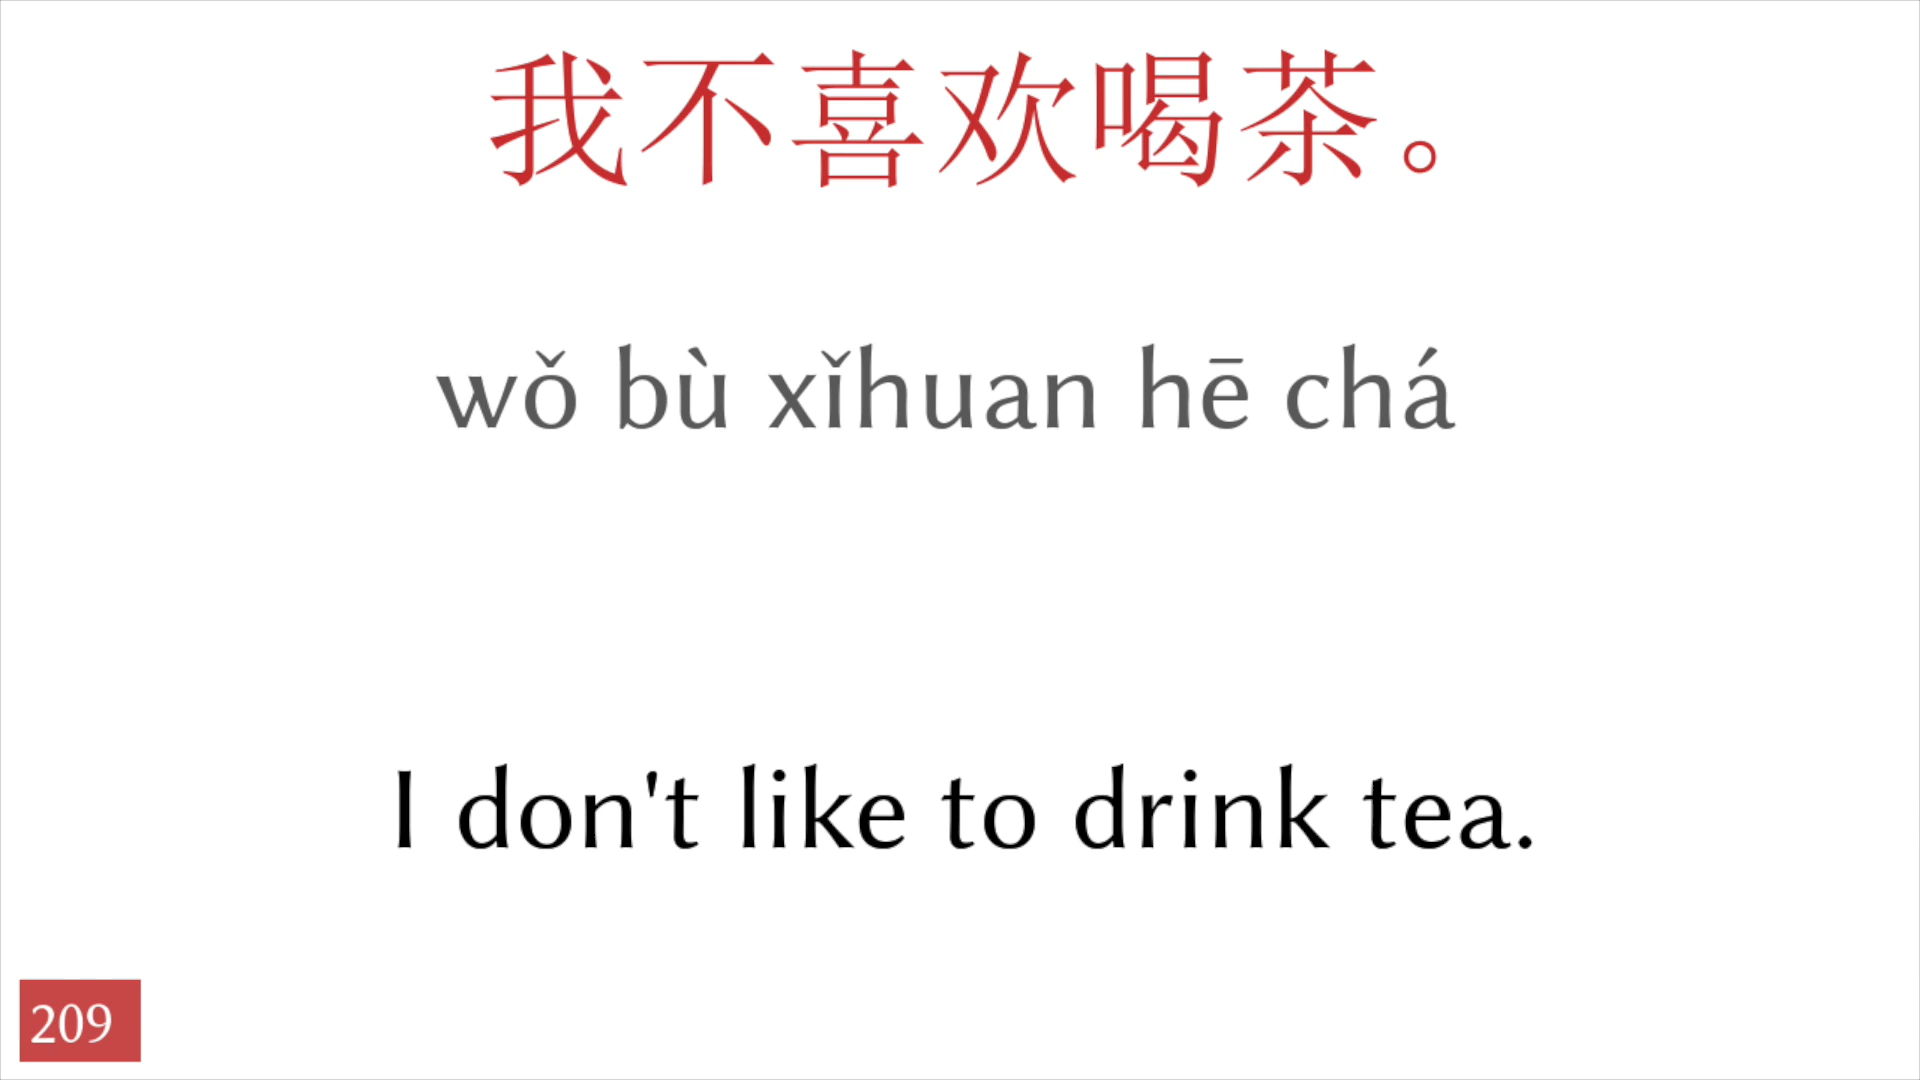 我不喜欢喝茶。
wǒ bù xǐhuan hē chá
I don't like to drink tea.
209